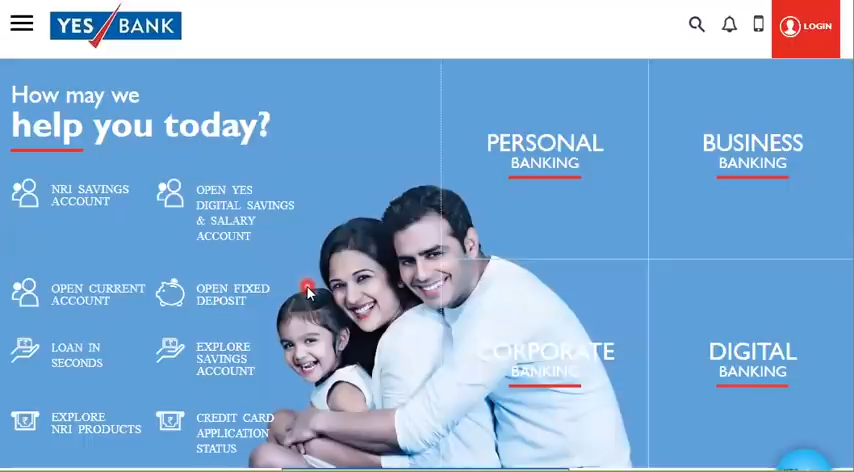 YES BANK
LOGIN
How may we
help you today?
NRI SAVINGS
ACCOUNT
OPEN YES
DIGITAL SAVINGS
& SALARY
ACCOUNT
OPEN CURRENT
ACCOUNT
OPEN FIXED
DEPOSIT
LOAN IN
SECONDS
EXPLORE
SAVINGS
ACCOUNT
EXPLORE
NRI PRODUCTS
CREDIT CARD
APPLICATION
STATUS
PERSONAL
BANKING
BUSINESS
BANKING
CORPORATE
BANKING
DIGITAL
BANKING